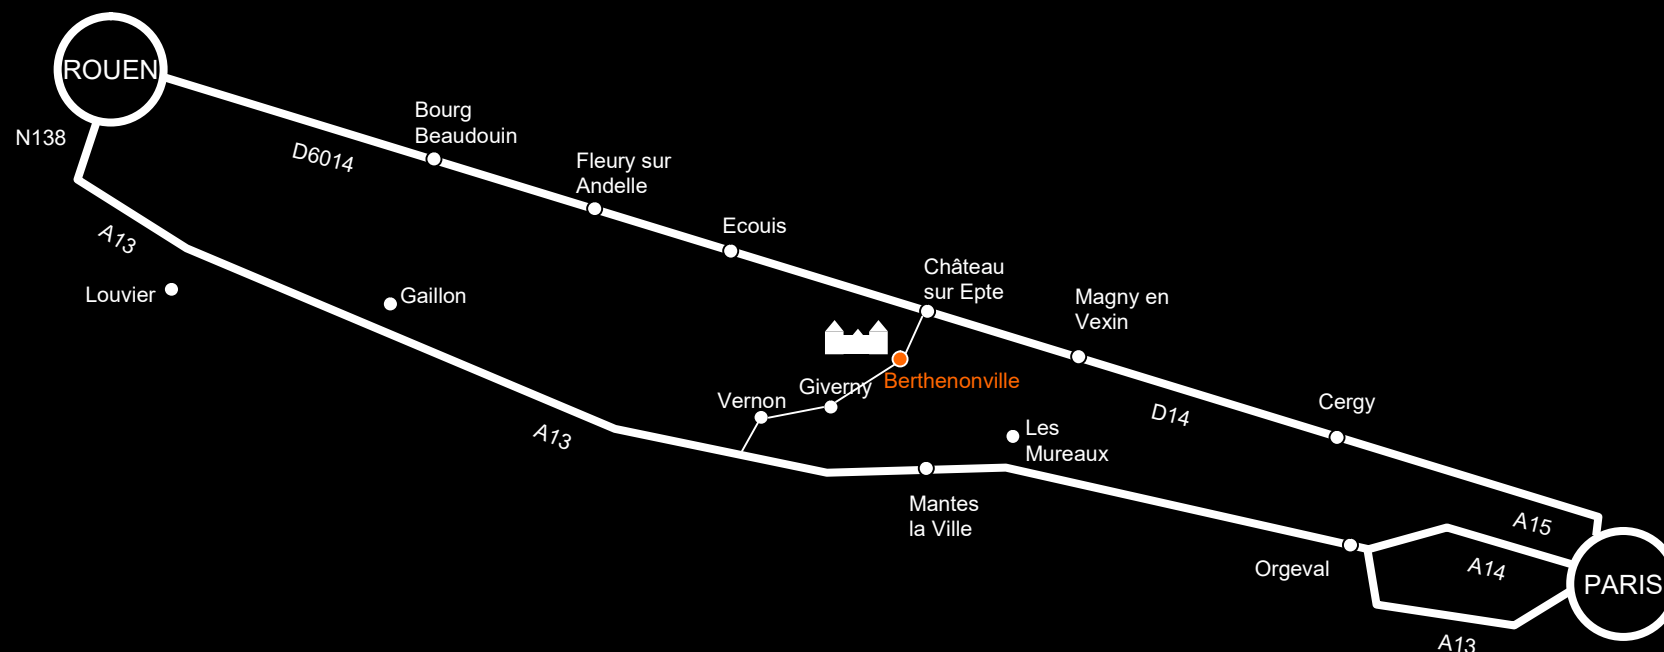 ROUEN
N138
D6014
Bourg
Beaudouin
Fleury sur
Andelle
Ecouis
A13
Louvier
Gaillon
Château
sur Epte
Magny en
Vexin
Berthenonville
Giverny
Vernon
D14
Cergy
A13
Les
Mureaux
Mantes
la Ville
A15
Orgeval
A14
PARIS
A13